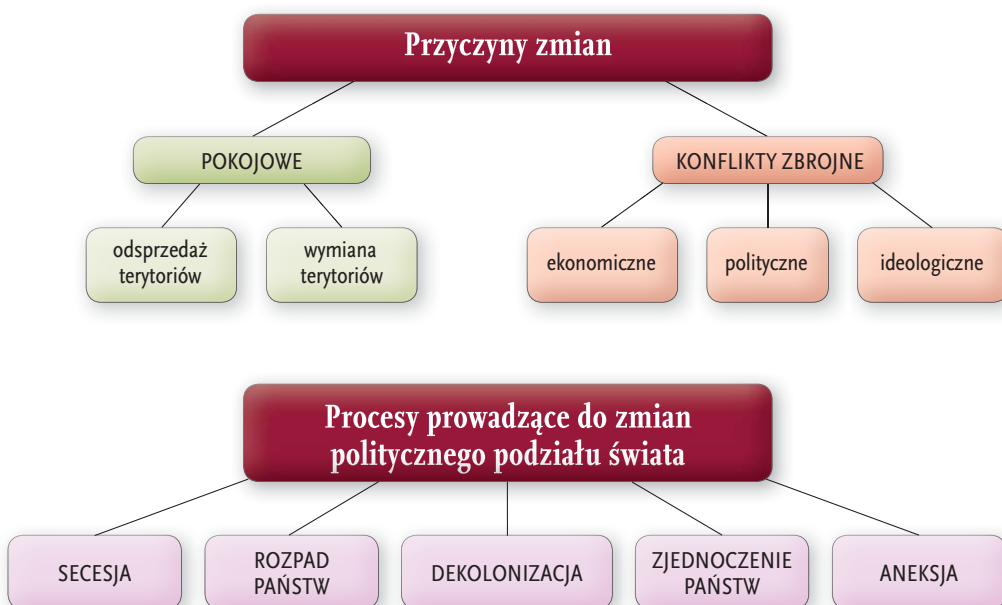 Przyczyny zmian
POKOJOWE
KONFLIKTY ZBROJNE
odsprzedaż
terytoriów
wymiana
terytoriów
ekonomiczne
polityczne
ideologiczne
Procesy prowadzące do zmian
politycznego podziału świata
SECESJA
ROZPAD
PAŃSTW
DEKOLONIZACJA
ZJEDNOCZENIE
PAŃSTW
ANEKSJA